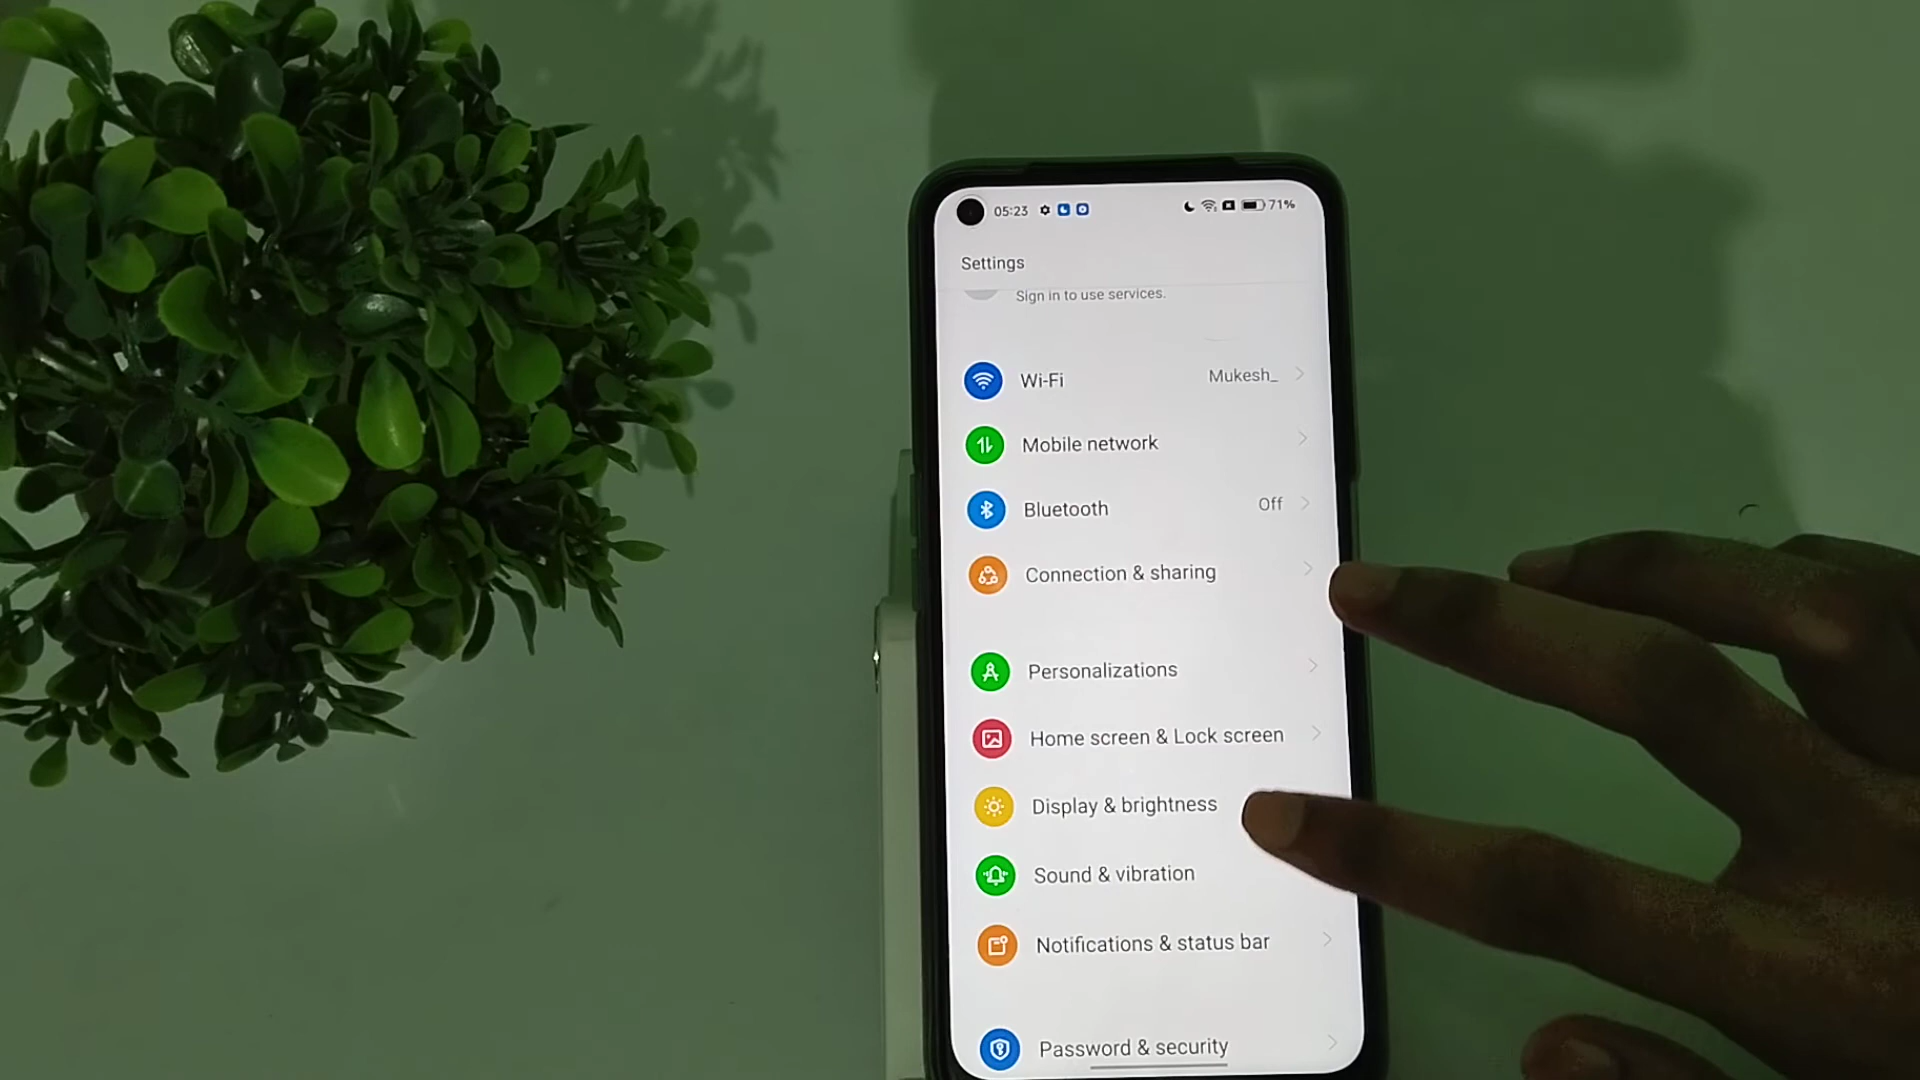 05:23 71%
Settings
Sign in to use services.
Wi-Fi Mukesh_
Mobile network
Bluetooth Off
Connection & sharing
Personalizations
Home screen & Lock screen
Display & brightness
Sound & vibration
Notifications & status bar
Password & security